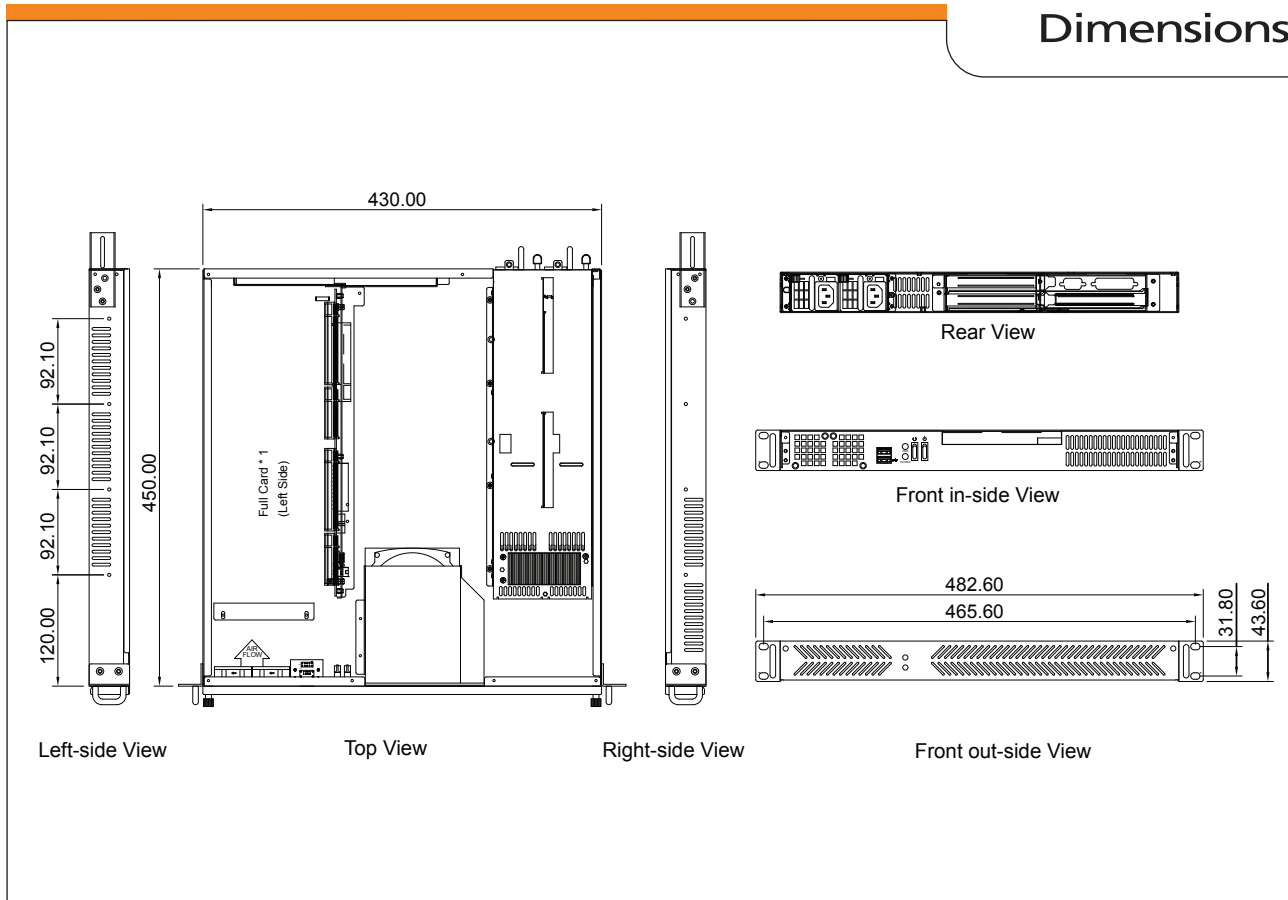 Dimensions
430.00
92.10
92.10
92.10
120.00
450.00
Full Card * 1
(Left Side)
AIR
FLOW
Left-side View
Top View
Right-side View
Rear View
Front in-side View
482.60
465.60
31.80
43.60
Front out-side View